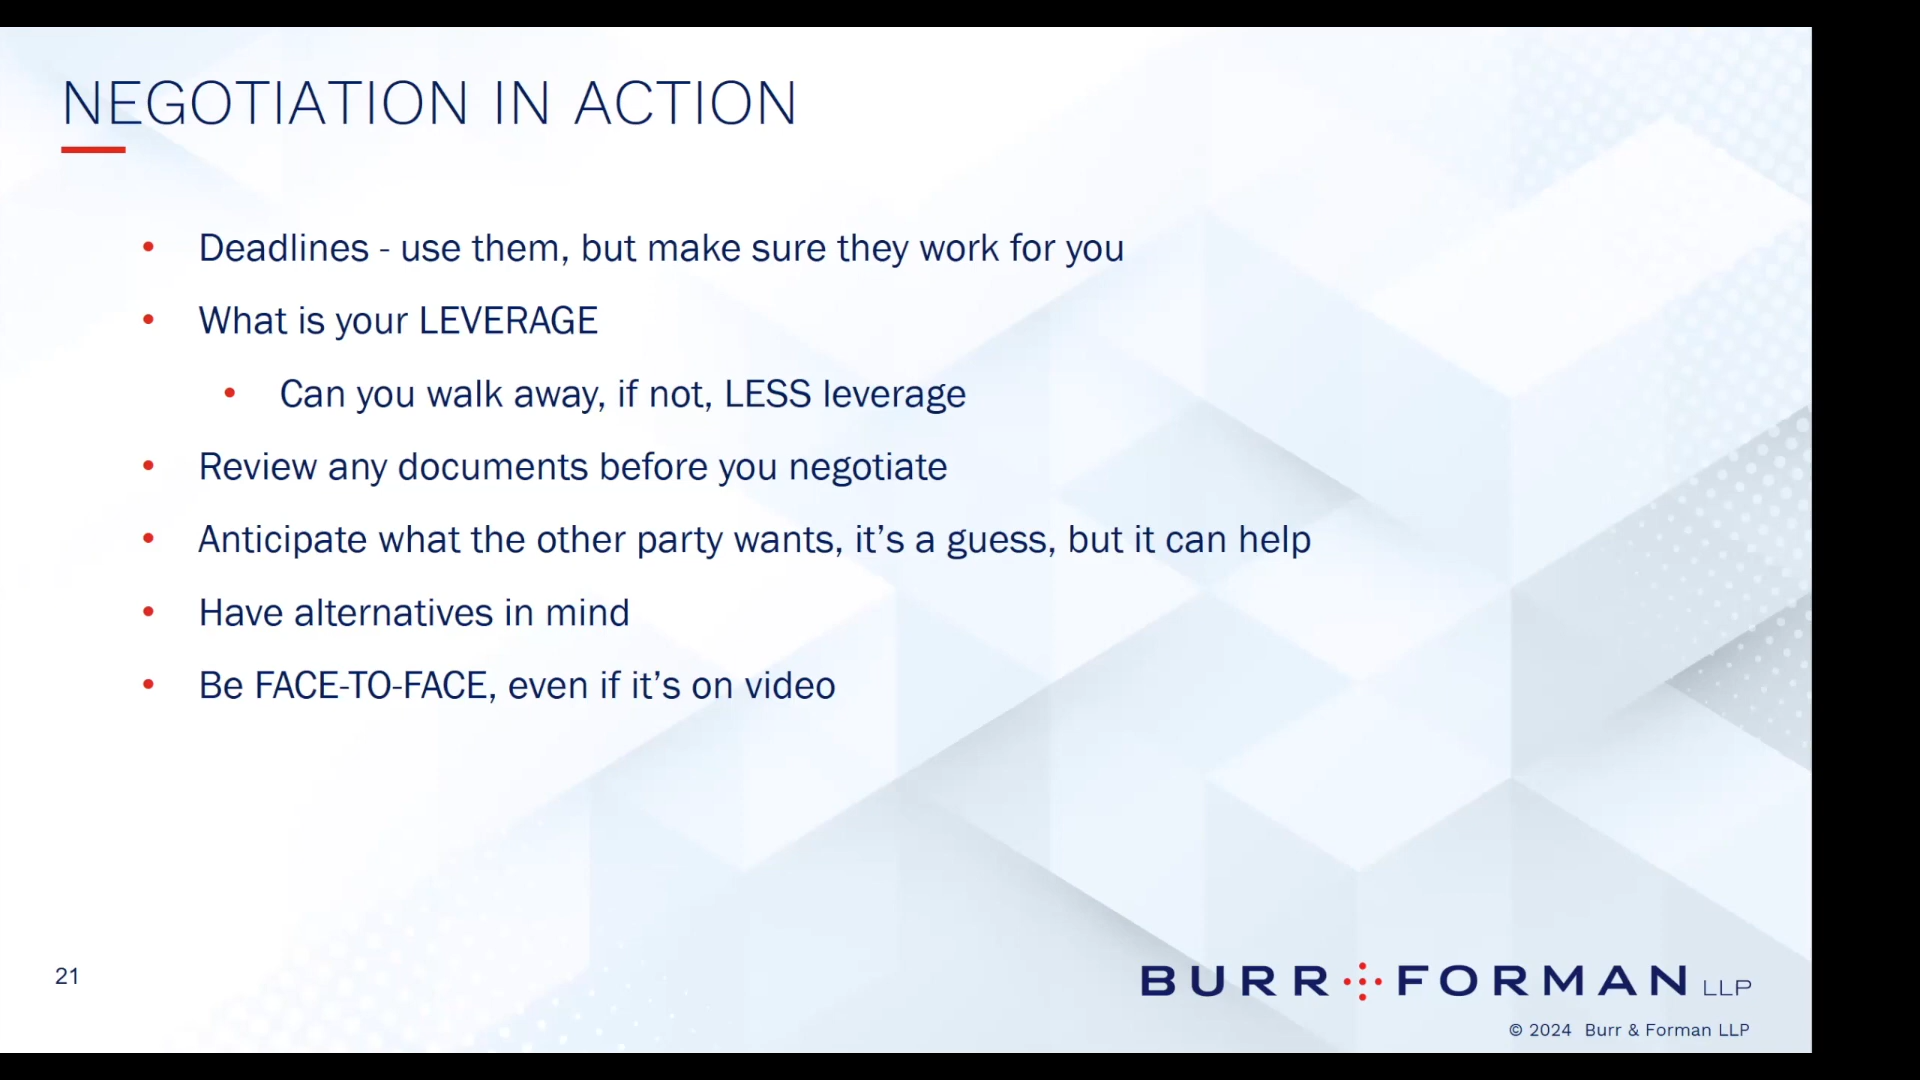 NEGOTIATION IN ACTION
• Deadlines - use them, but make sure they work for you
• What is your LEVERAGE
• Can you walk away, if not, LESS leverage
• Review any documents before you negotiate
• Anticipate what the other party wants, it’s a guess, but it can help
• Have alternatives in mind
• Be FACE-TO-FACE, even if it’s on video
21
BURR FORMAN LLP
© 2024 Burr & Forman LLP